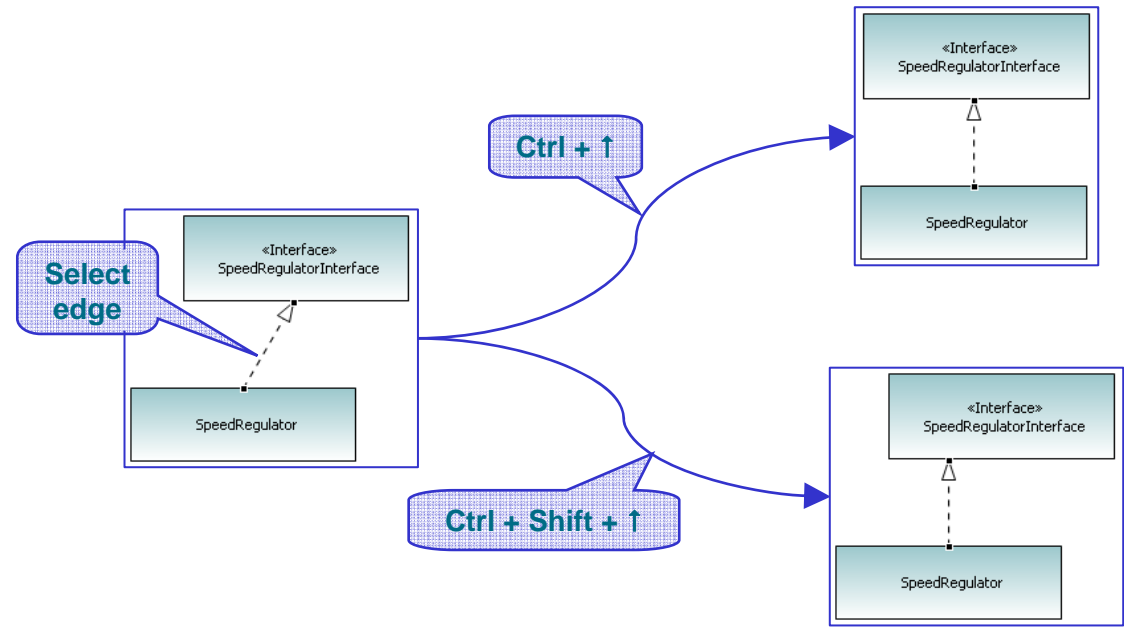 «Interface»
SpeedRegulatorInterface
SpeedRegulator
Ctrl + ↑
Select
edge
«Interface»
SpeedRegulatorInterface
SpeedRegulator
Ctrl + Shift + ↑
«Interface»
SpeedRegulatorInterface
SpeedRegulator